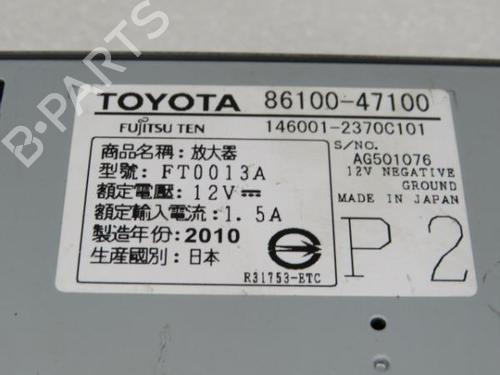 TOYOTA 86100-47100
FUJITSU TEN 146001-2370C101
商品名稱：放大器 S/NO.
AG501076
型號：FT0013A 12V NEGATIVE
額定電壓：12V⎓ GROUND
額定輸入電流：1.5A MADE IN JAPAN
製造年份：2010
生産國別：日本
R31753-ETC
P 2
B-PARTS